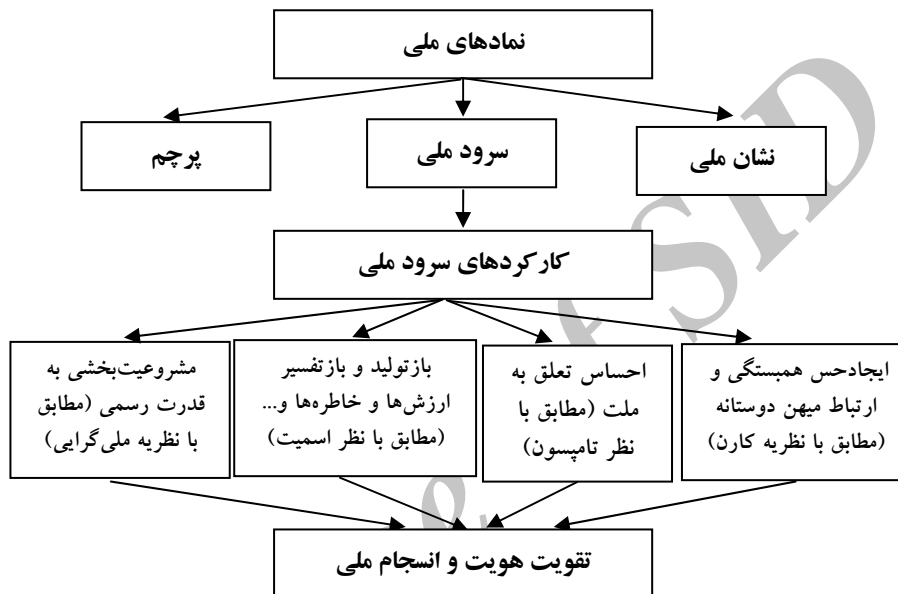 نمادهای ملی
نشان ملی
سرود ملی
پرچم
کارکردهای سرود ملی
ایجادحس همبستگی و
ارتباط میهن دوستانه
(مطابق با نظریه کارن)
احساس تعلق به
ملت (مطابق با
نظر تامپسون)
بازتولید و بازتفسیر
ارزش‌ها و خاطره‌ها و...
(مطابق با نظر اسمیت)
مشروعیت‌بخشی به
قدرت رسمی (مطابق
با نظریه ملی‌گرایی)
تقویت هویت و انسجام ملی
SID